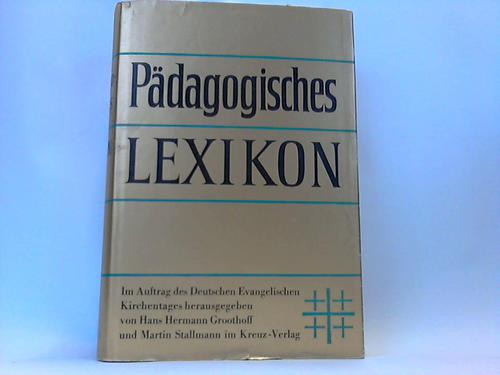 Pädagogisches
LEXIKON
Im Auftrag des Deutschen Evangelischen
Kirchentages herausgegeben
von Hans Hermann Groothoff
und Martin Stallmann im Kreuz-Verlag